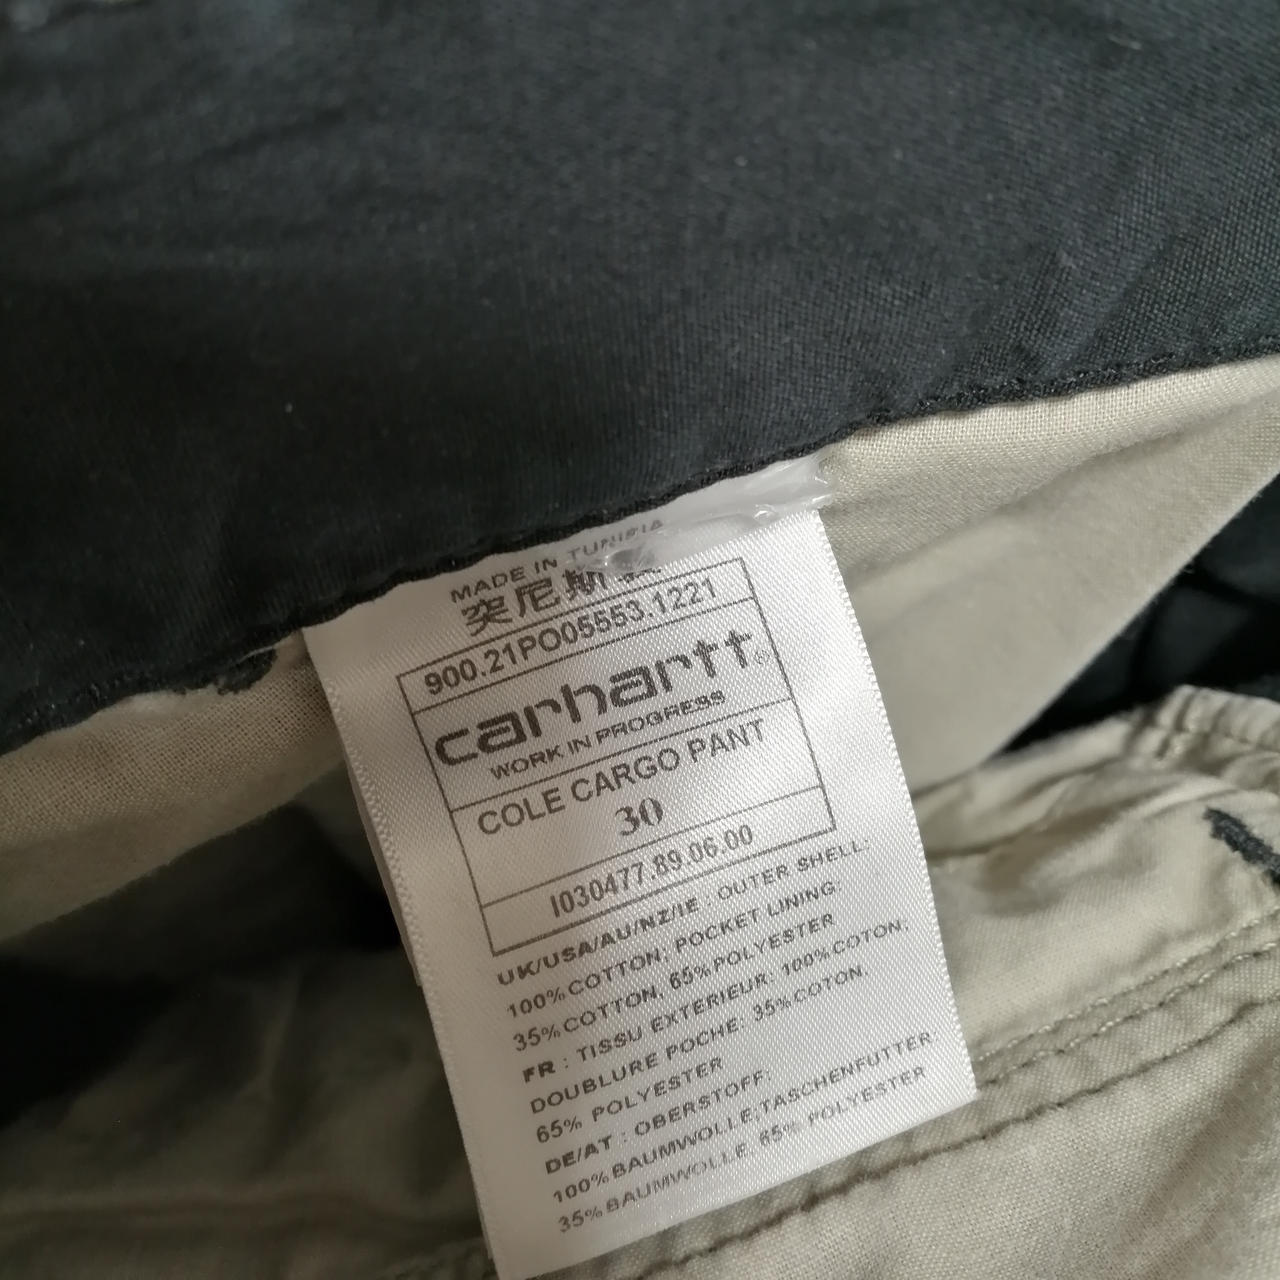 MADE IN TUNISIA
突尼斯
900.21PO05553.1221
carhartt®
WORK IN PROGRESS
COLE CARGO PANT
30
I030477.89.06.00
UK/USA/AU/NZ/IE : OUTER SHELL:
100%COTTON; POCKET LINING:
35%COTTON, 65%POLYESTER
FR : TISSU EXTERIEUR: 100%COTON;
DOUBLURE POCHE: 35%COTON,
65% POLYESTER
DE/AT : OBERSTOFF:
100%BAUMWOLLE;TASCHENFUTTER:
35%BAUMWOLLE, 65% POLYESTER